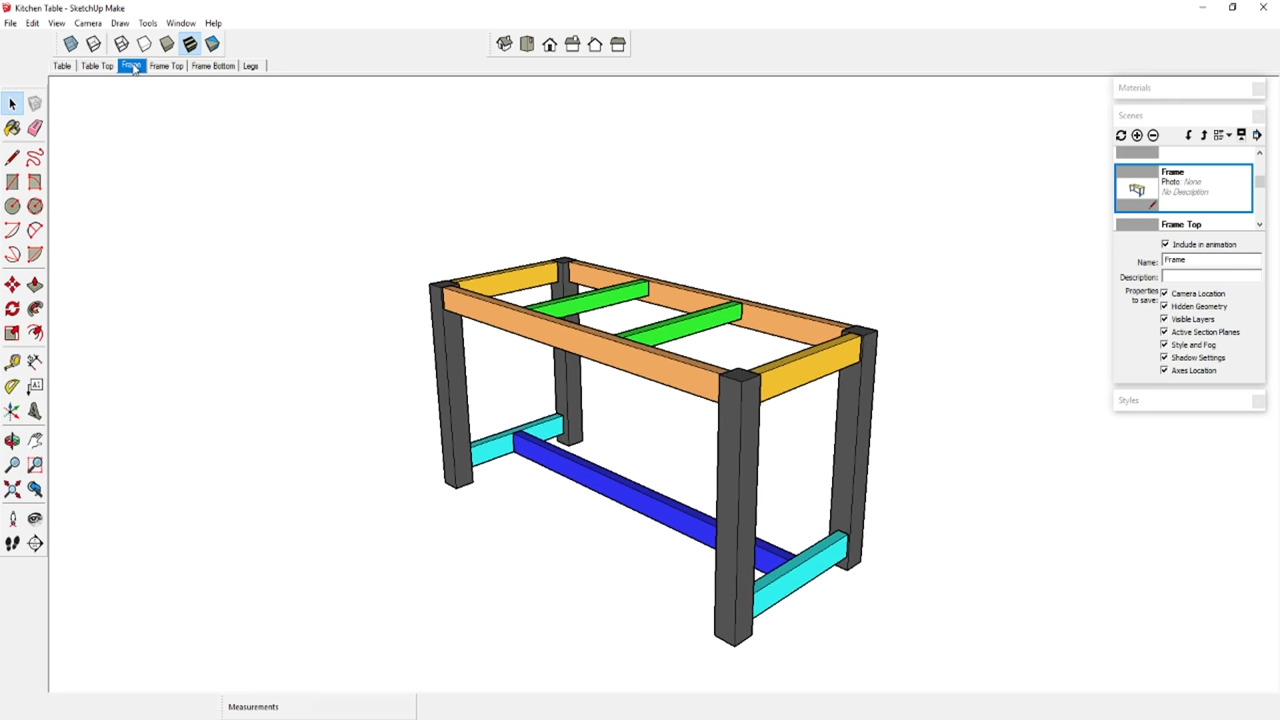 Kitchen Table - SketchUp Make
File Edit View Camera Draw Tools Window Help
Table Table Top Frame Frame Top Frame Bottom Legs
Materials
Scenes
Frame
Photo: None
No Description
Frame Top
Include in animation
Name: Frame
Description:
Properties to save:
Camera Location
Hidden Geometry
Visible Layers
Active Section Planes
Style and Fog
Shadow Settings
Axes Location
Styles
Measurements